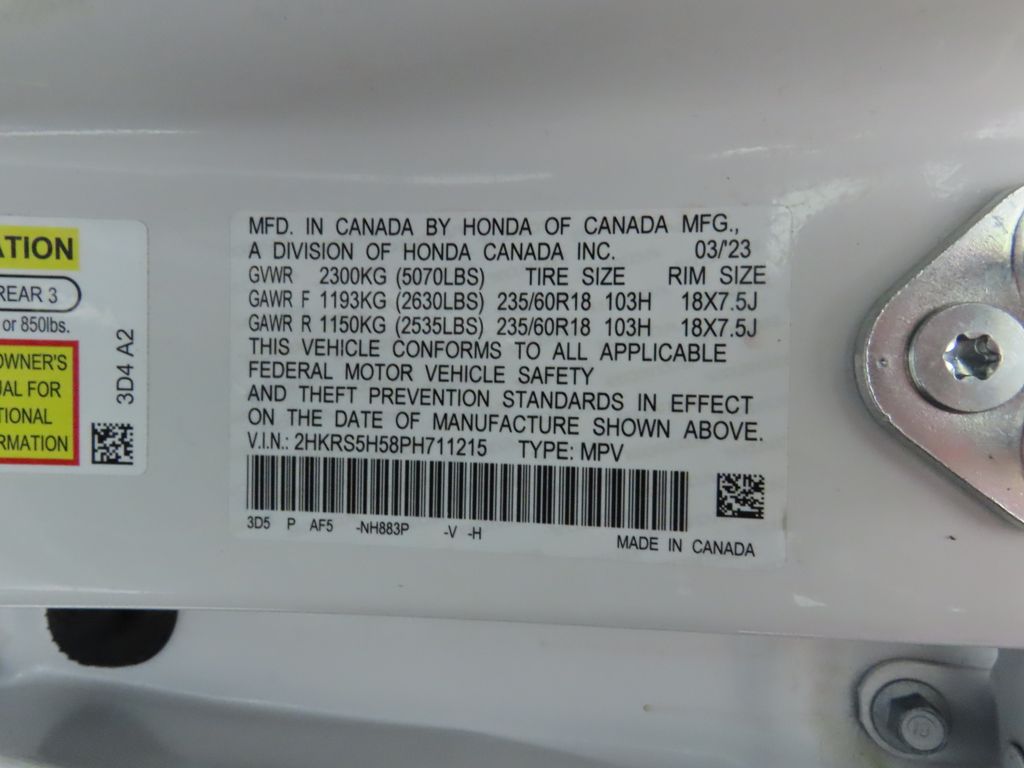 ATION
REAR 3
or 850lbs.
OWNER'S
UAL FOR
TIONAL
RMATION
3D4 A2
MFD. IN CANADA BY HONDA OF CANADA MFG.,
A DIVISION OF HONDA CANADA INC. 03/'23
GVWR 2300KG (5070LBS) TIRE SIZE RIM SIZE
GAWR F 1193KG (2630LBS) 235/60R18 103H 18X7.5J
GAWR R 1150KG (2535LBS) 235/60R18 103H 18X7.5J
THIS VEHICLE CONFORMS TO ALL APPLICABLE
FEDERAL MOTOR VEHICLE SAFETY
AND THEFT PREVENTION STANDARDS IN EFFECT
ON THE DATE OF MANUFACTURE SHOWN ABOVE.
V.I.N.: 2HKRS5H58PH711215 TYPE: MPV
3D5 P AF5 -NH883P -V -H
MADE IN CANADA